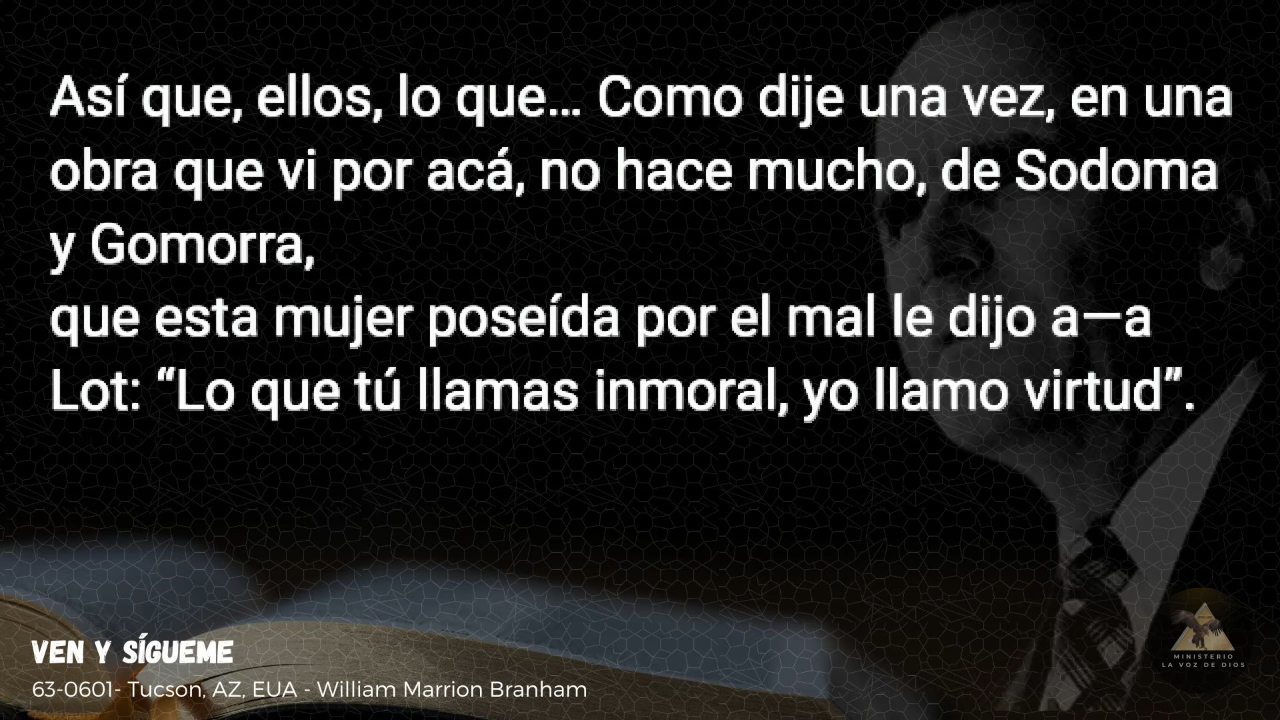 Así que, ellos, lo que... Como dije una vez, en una
obra que vi por acá, no hace mucho, de Sodoma
y Gomorra,
que esta mujer poseída por el mal le dijo a—a
Lot: “Lo que tú llamas inmoral, yo llamo virtud”.
VEN Y SÍGUEME
63-0601- Tucson, AZ, EUA - William Marrion Branham
MINISTERIO
LA VOZ DE DIOS